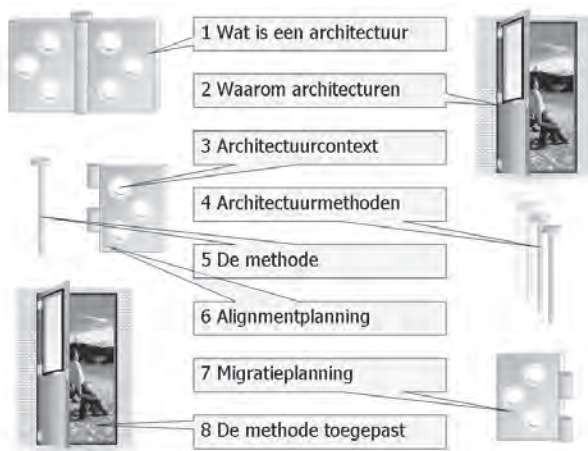 1 Wat is een architectuur
2 Waarom architecturen
3 Architectuurcontext
4 Architectuurmethoden
5 De methode
6 Alignmentplanning
7 Migratieplanning
8 De methode toegepast